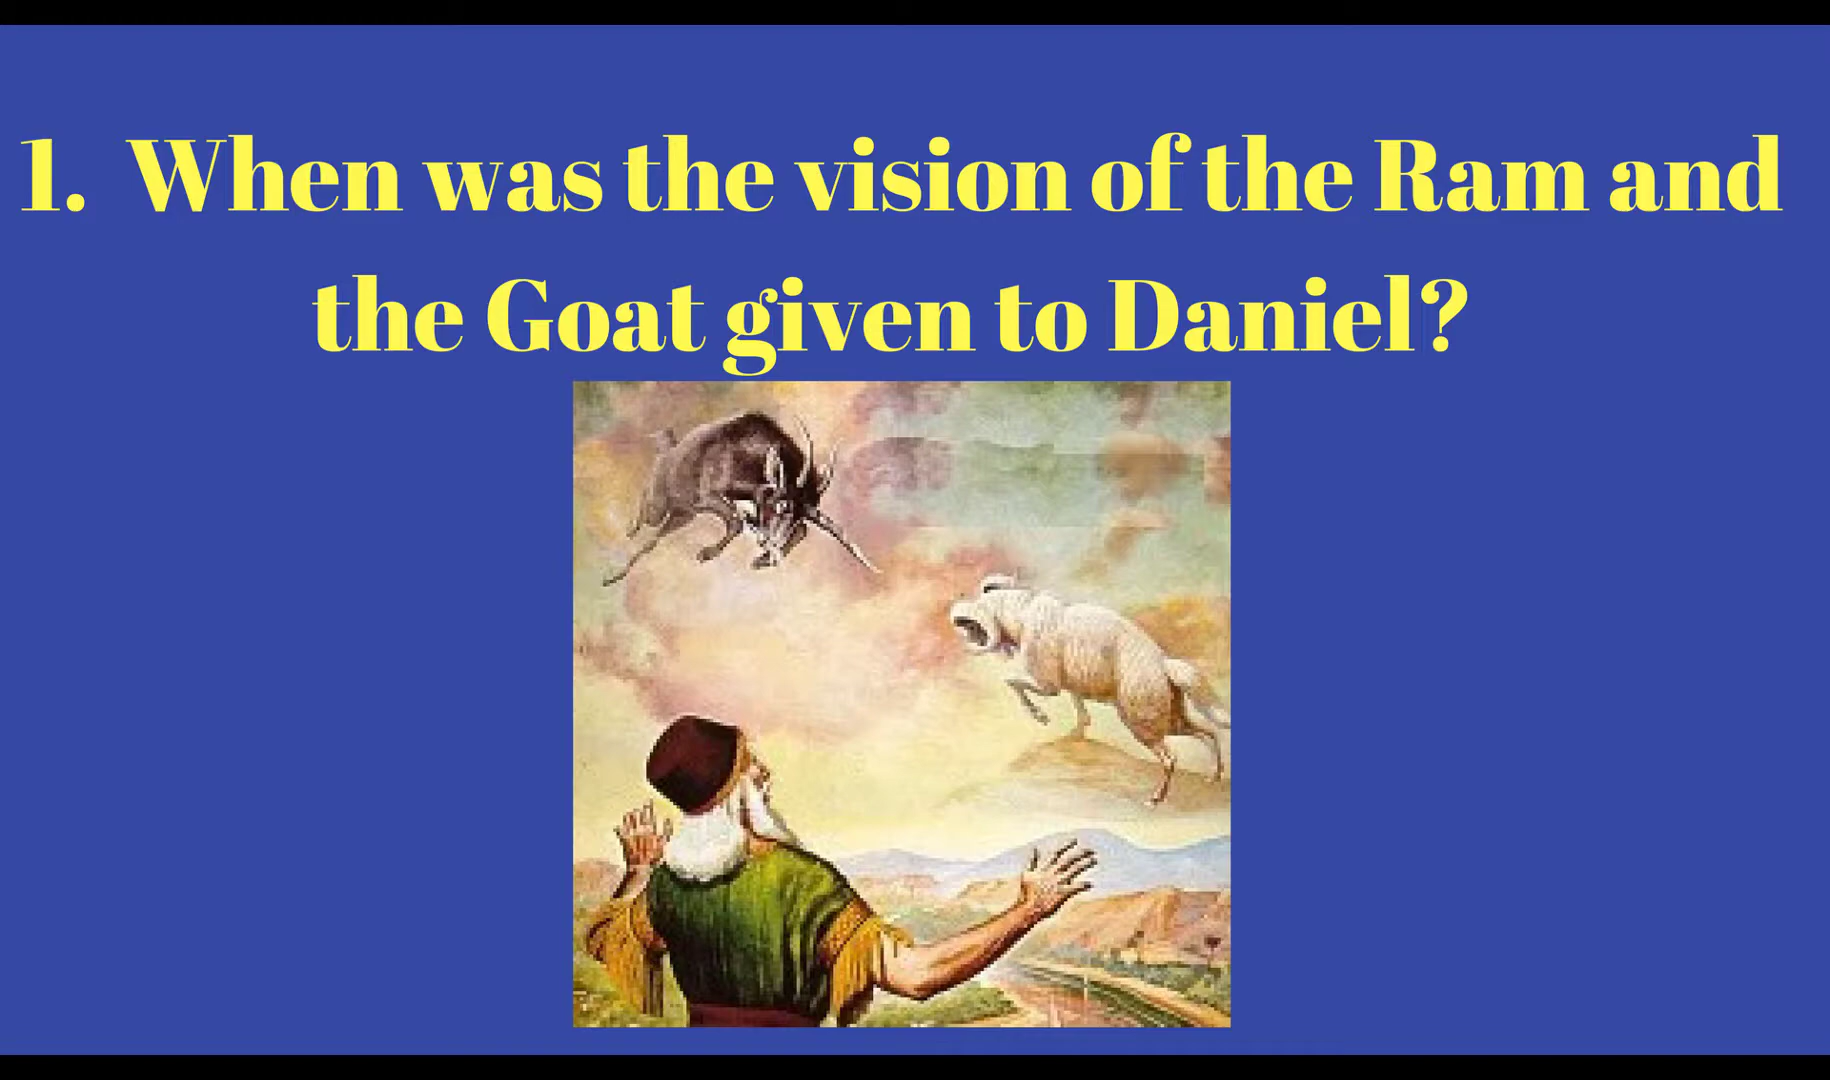 1. When was the vision of the Ram and
the Goat given to Daniel?